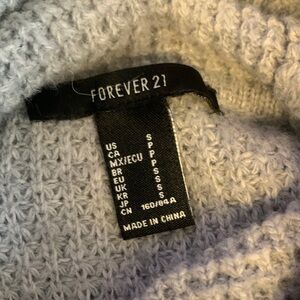 FOREVER 21
US S
CA P
MX/ECU P
BR P
EU S
UK S
KR S
JP S
CN 160/84A
MADE IN CHINA